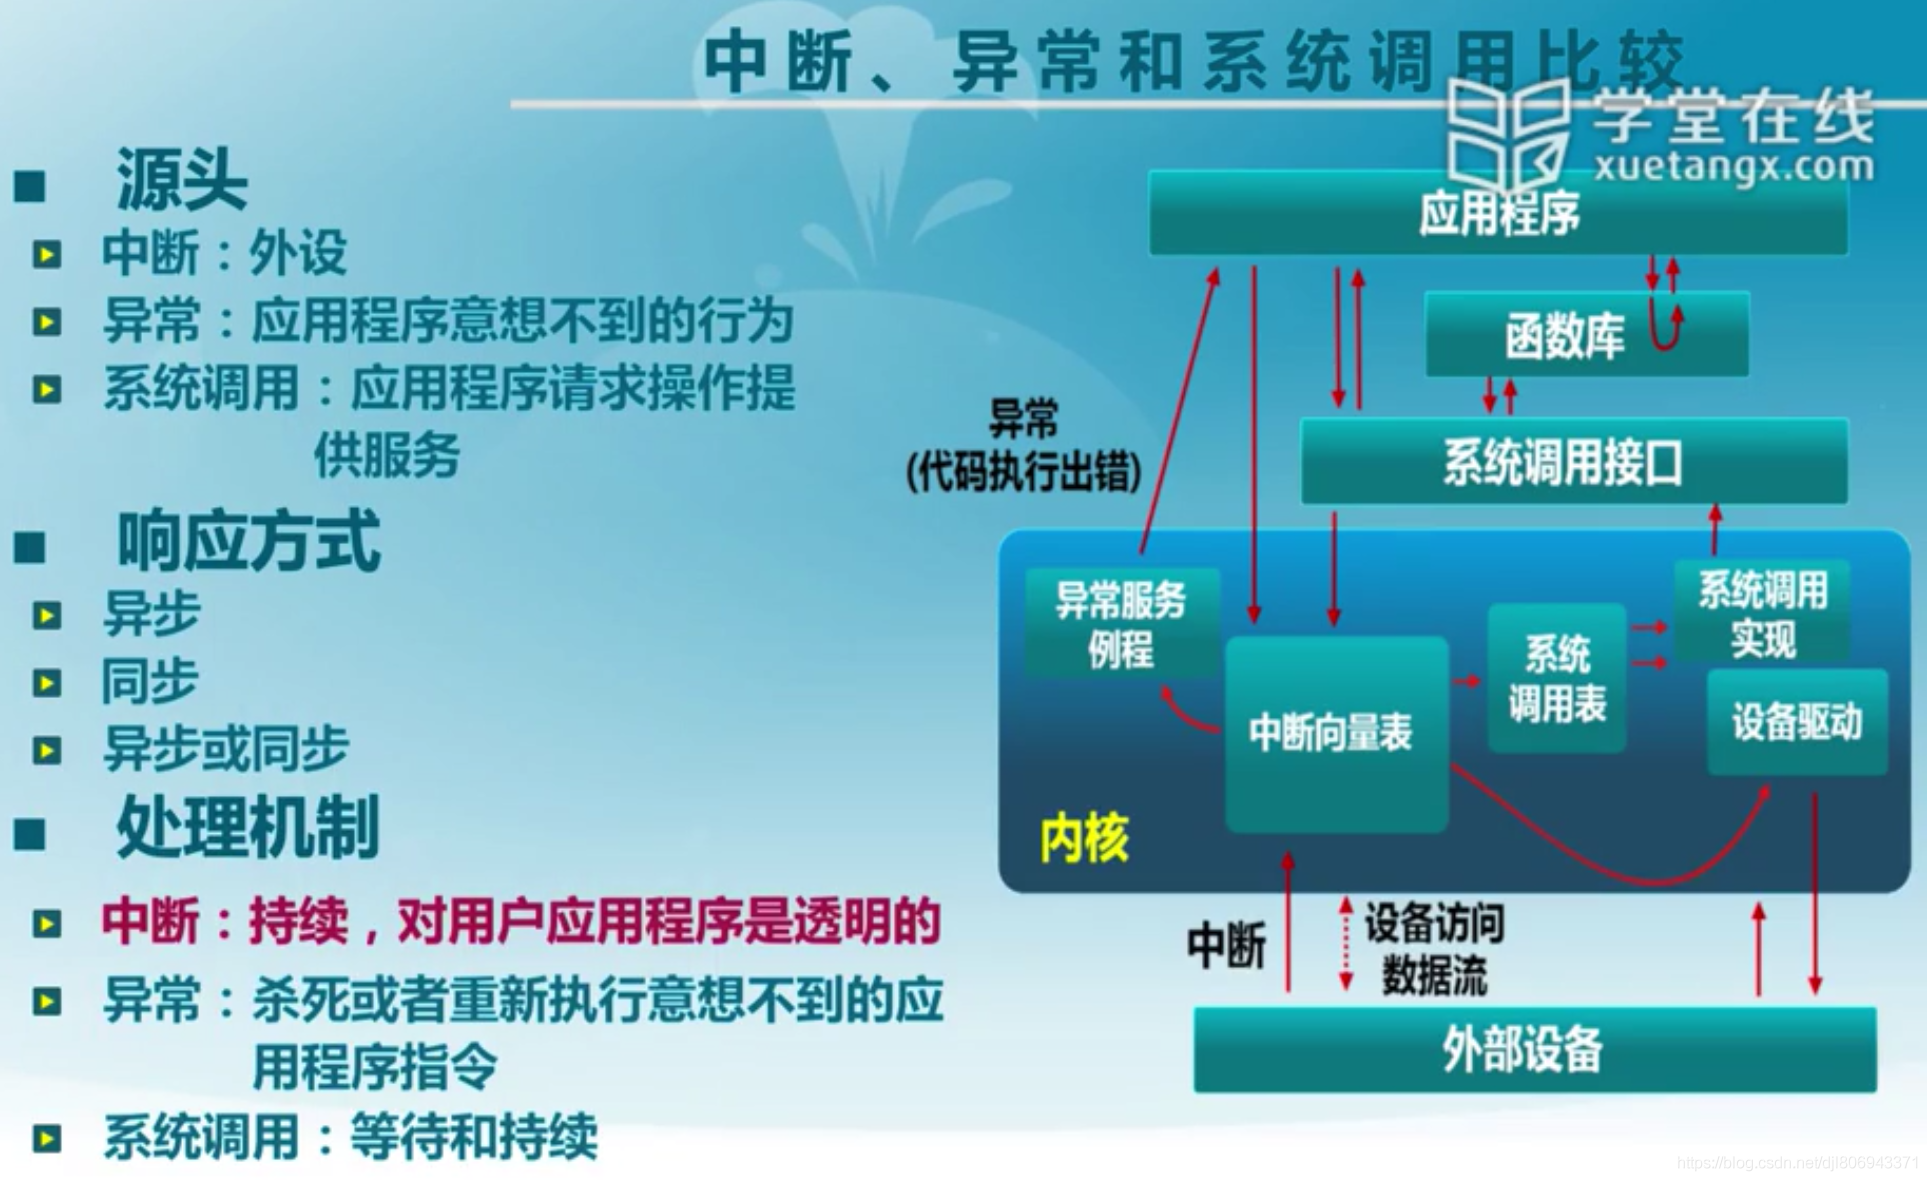 中断、异常和系统调用比较
学堂在线
xuetangx.com
源头
中断：外设
异常：应用程序意想不到的行为
系统调用：应用程序请求操作提
供服务
响应方式
异步
同步
异步或同步
处理机制
中断：持续，对用户应用程序是透明的
异常：杀死或者重新执行意想不到的应
用程序指令
系统调用：等待和持续
应用程序
函数库
异常
(代码执行出错)
系统调用接口
异常服务
例程
中断向量表
系统
调用表
系统调用
实现
设备驱动
内核
中断
设备访问
数据流
外部设备
https://blog.csdn.net/djl806943371